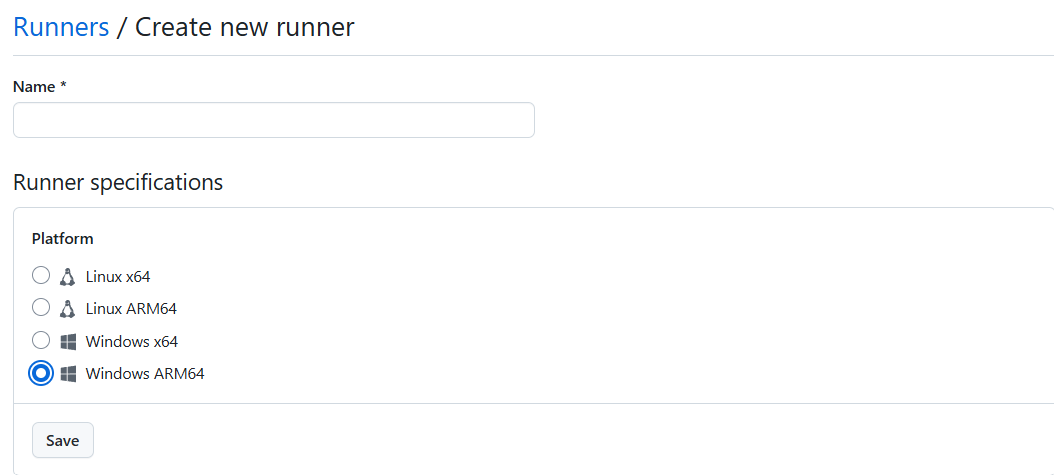 Runners / Create new runner
Name *
Runner specifications
Platform
Linux x64
Linux ARM64
Windows x64
Windows ARM64
Save